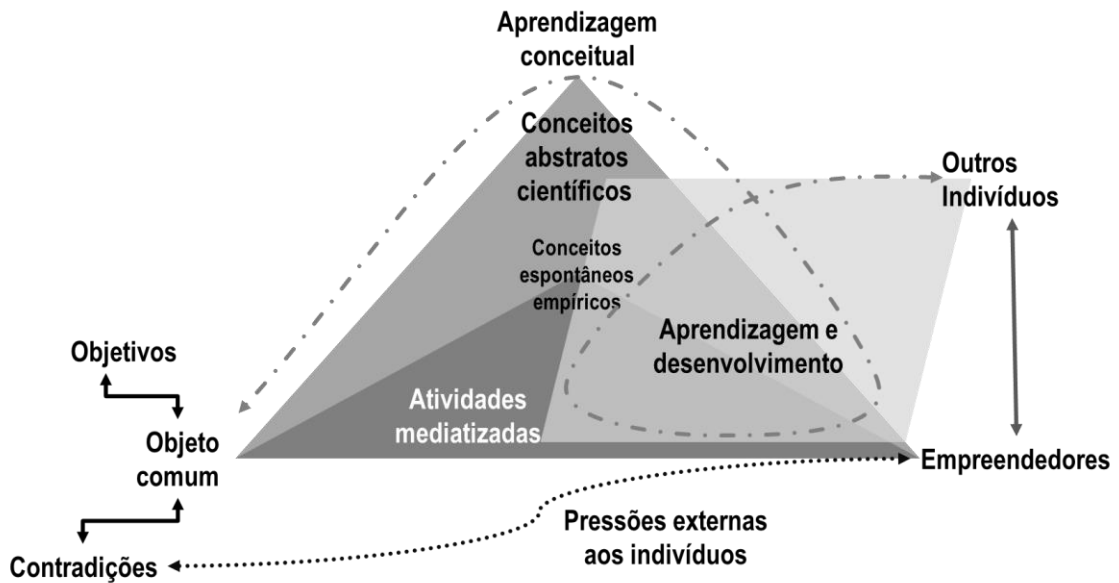 Aprendizagem
conceitual
Conceitos
abstratos
científicos
Outros
Indivíduos
Conceitos
espontâneos
empíricos
Aprendizagem e
desenvolvimento
Objetivos
Atividades
mediatizadas
Objeto
comum
Empreendedores
Pressões externas
aos indivíduos
Contradições